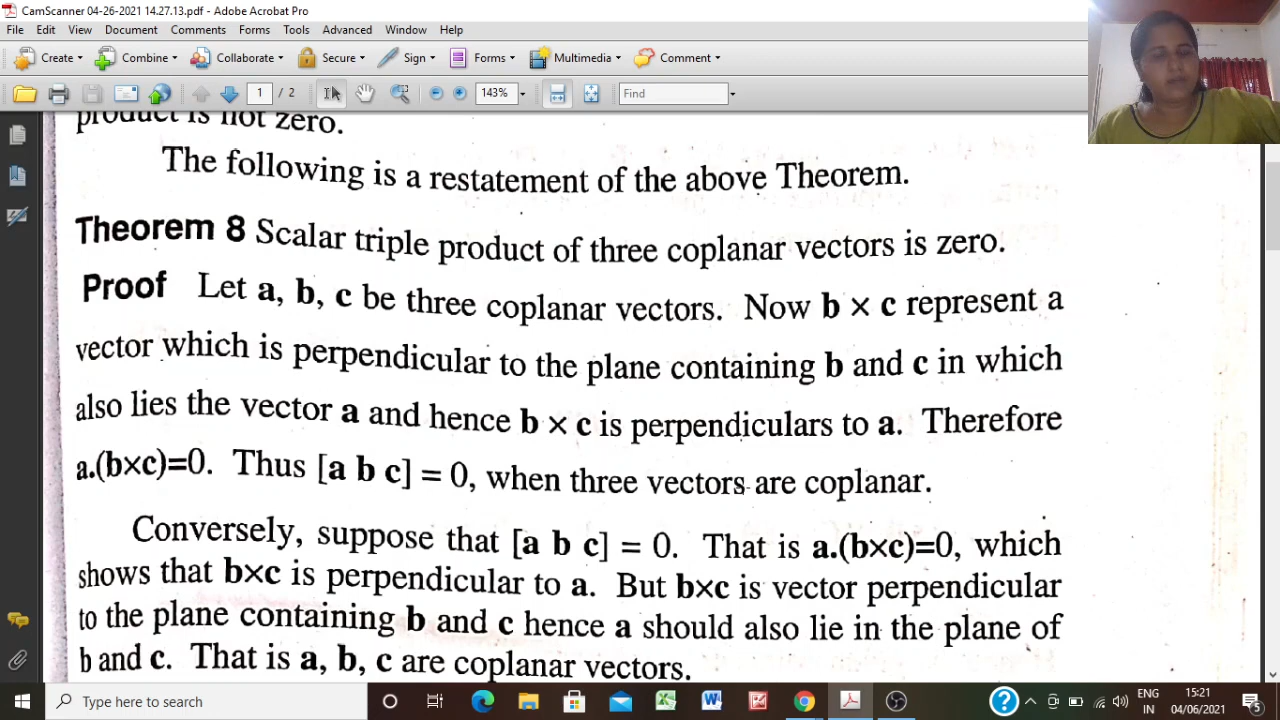 CamScanner 04-26-2021 14.27.13.pdf - Adobe Acrobat Pro
File Edit View Document Comments Forms Tools Advanced Window Help
Create Combine Collaborate Secure Sign Forms Multimedia Comment
1 / 2 143% Find
product is not zero.
The following is a restatement of the above Theorem.
Theorem 8 Scalar triple product of three coplanar vectors is zero.
Proof Let a, b, c be three coplanar vectors. Now b × c represent a
vector which is perpendicular to the plane containing b and c in which
also lies the vector a and hence b × c is perpendiculars to a. Therefore
a.(b×c)=0. Thus [a b c] = 0, when three vectors are coplanar.
Conversely, suppose that [a b c] = 0. That is a.(b×c)=0, which
shows that b×c is perpendicular to a. But b×c is vector perpendicular
to the plane containing b and c hence a should also lie in the plane of
b and c. That is a, b, c are coplanar vectors.
Type here to search
ENG 15:21
IN 04/06/2021
5